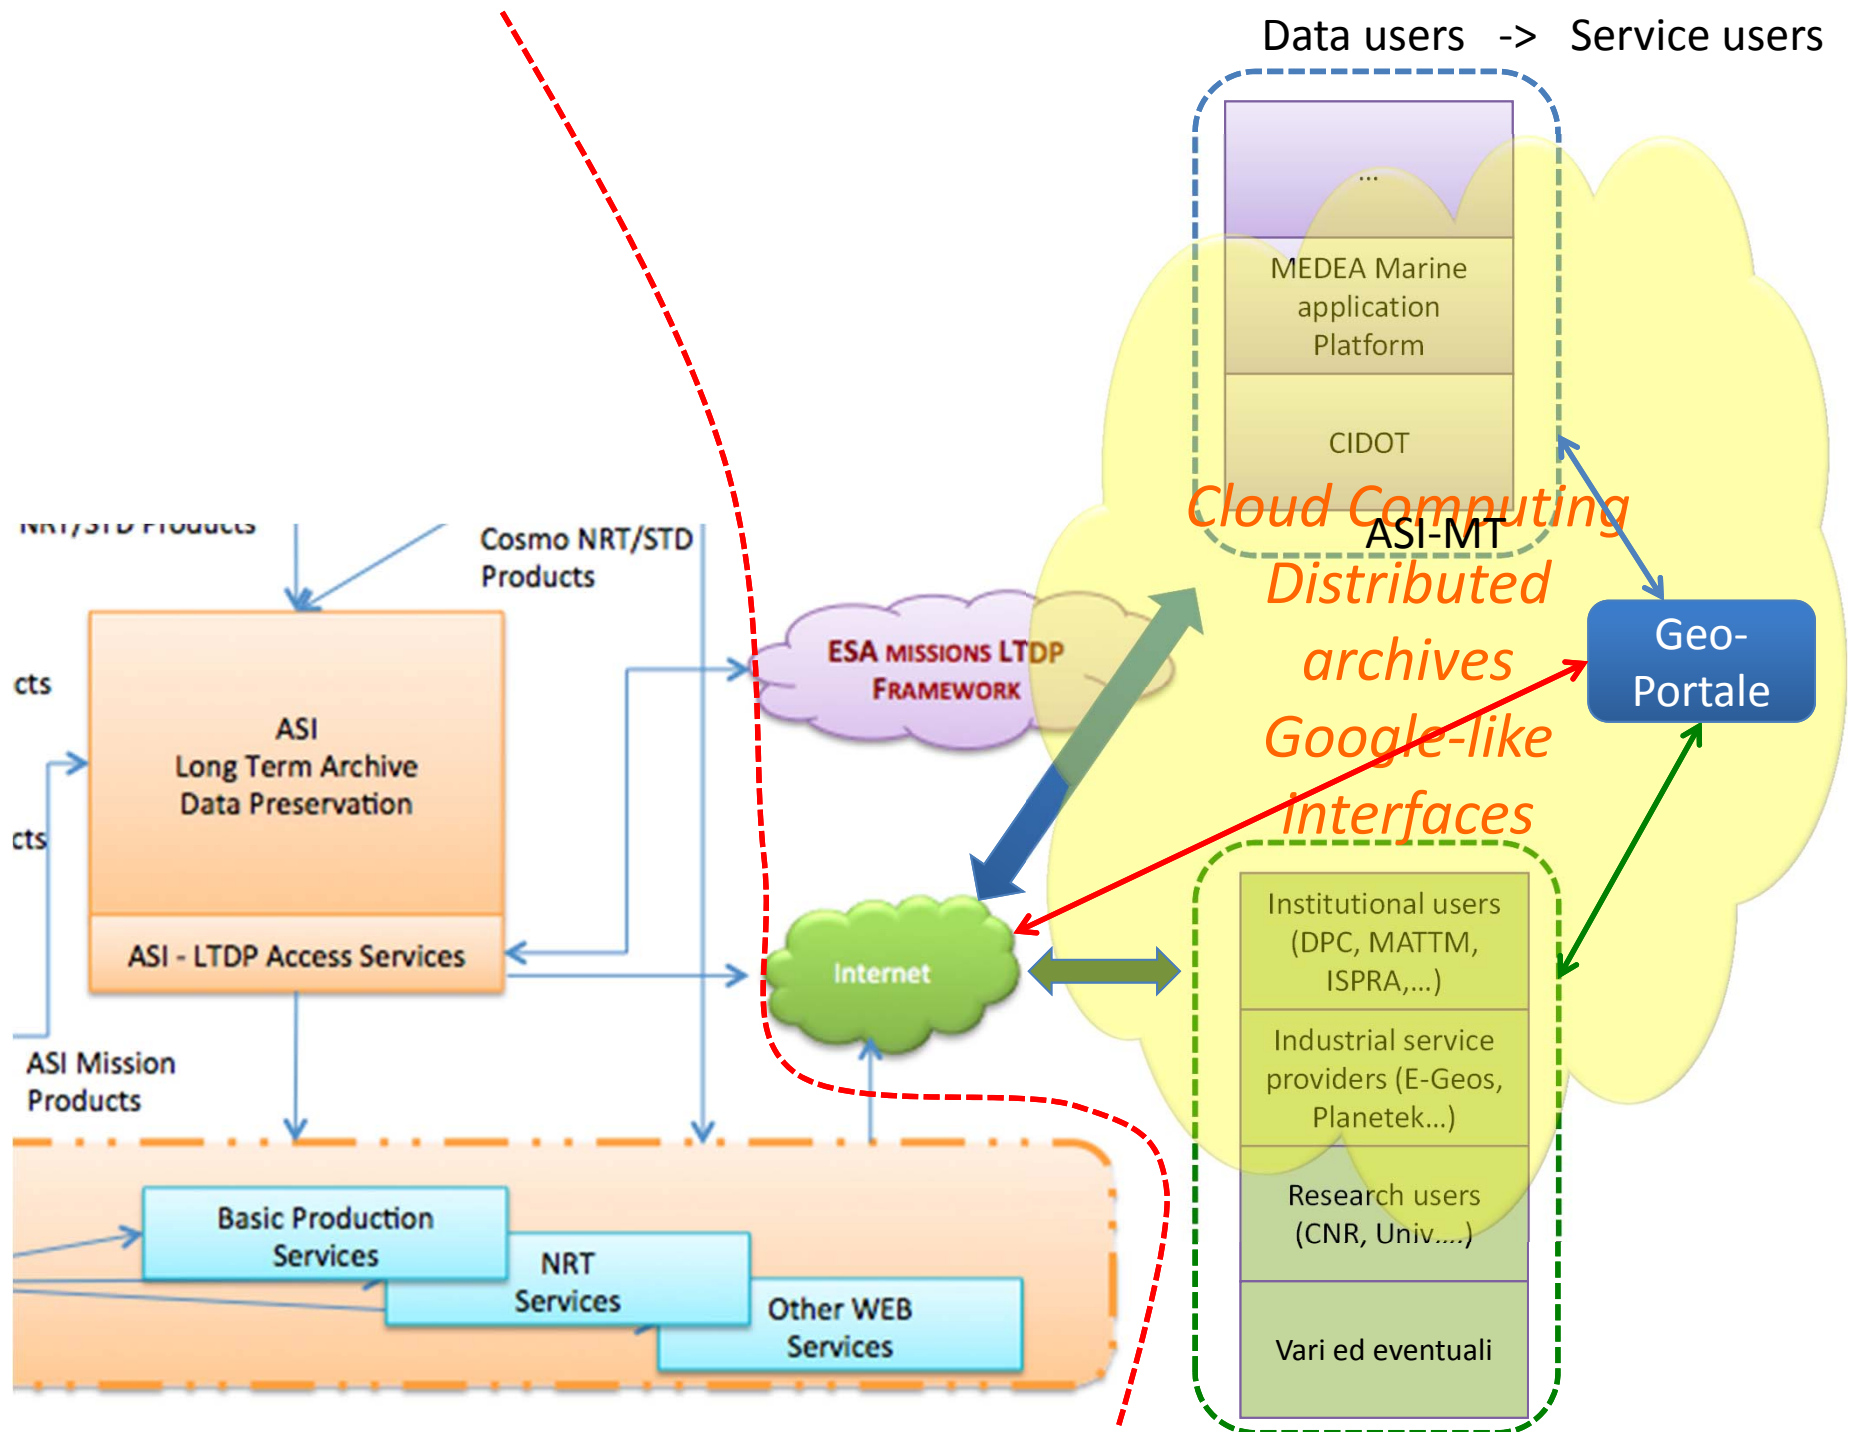 Data users -> Service users
...
MEDEA Marine
application
Platform
CIDOT
Cloud Computing
ASI-MT
Distributed
archives
Google-like
interfaces
Geo-
Portale
NRT/STD Products
Cosmo NRT/STD
Products
ESA MISSIONS LTDP
FRAMEWORK
cts
ASI
Long Term Archive
Data Preservation
cts
ASI - LTDP Access Services
Internet
ASI Mission
Products
Institutional users
(DPC, MATTM,
ISPRA,...)
Industrial service
providers (E-Geos,
Planetek...)
Research users
(CNR, Univ....)
Vari ed eventuali
Basic Production
Services
NRT
Services
Other WEB
Services